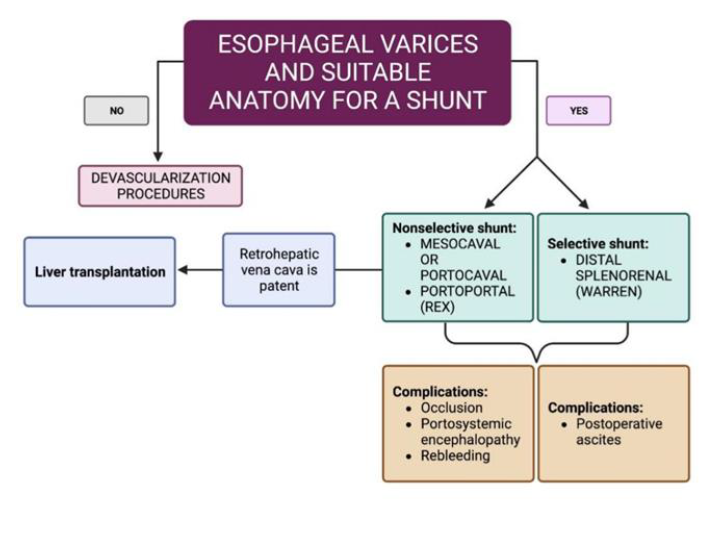 ESOPHAGEAL VARICES
AND SUITABLE
ANATOMY FOR A SHUNT
NO
YES
DEVASCULARIZATION
PROCEDURES
Nonselective shunt:
• MESOCAVAL
OR
PORTOCAVAL
• PORTOPORTAL
(REX)
Selective shunt:
• DISTAL
SPLENORENAL
(WARREN)
Retrohepatic
vena cava is
patent
Liver transplantation
Complications:
• Occlusion
• Portosystemic
encephalopathy
• Rebleeding
Complications:
• Postoperative
ascites